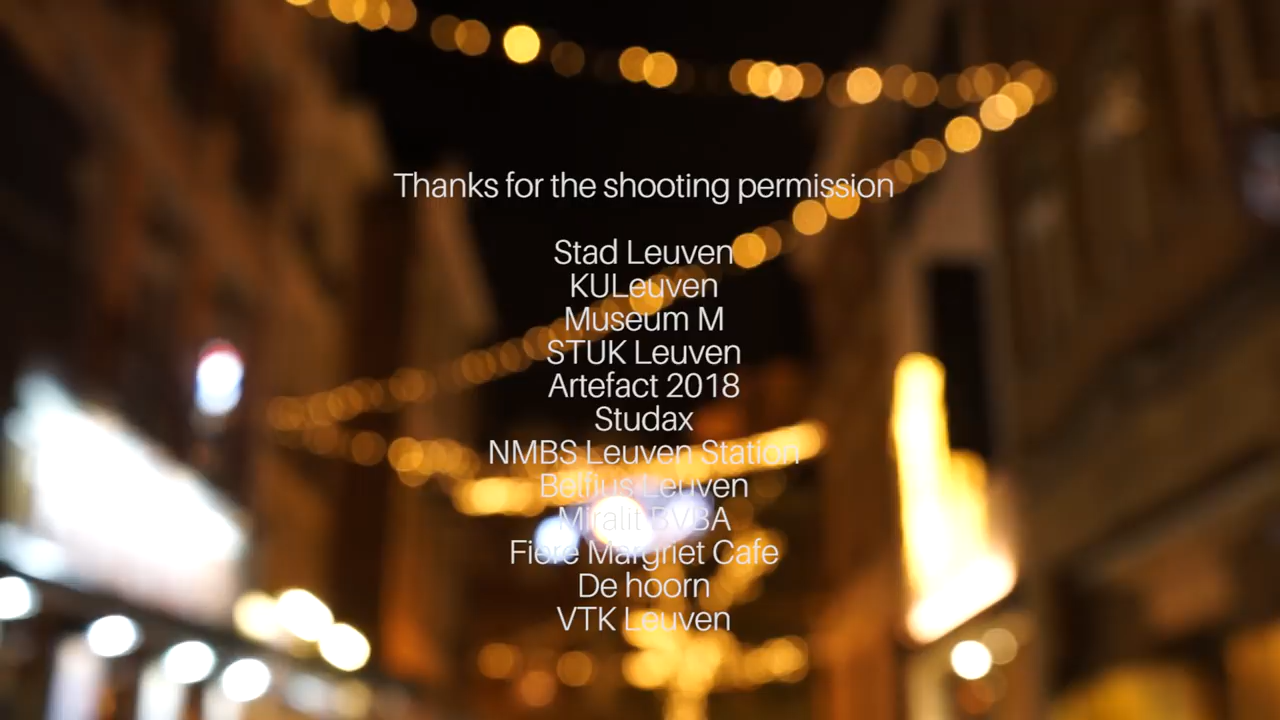 Thanks for the shooting permission
Stad Leuven
KULeuven
Museum M
STUK Leuven
Artefact 2018
Studax
NMBS Leuven Station
Belfius Leuven
Miralit BVBA
Fiere Margriet Cafe
De hoorn
VTK Leuven